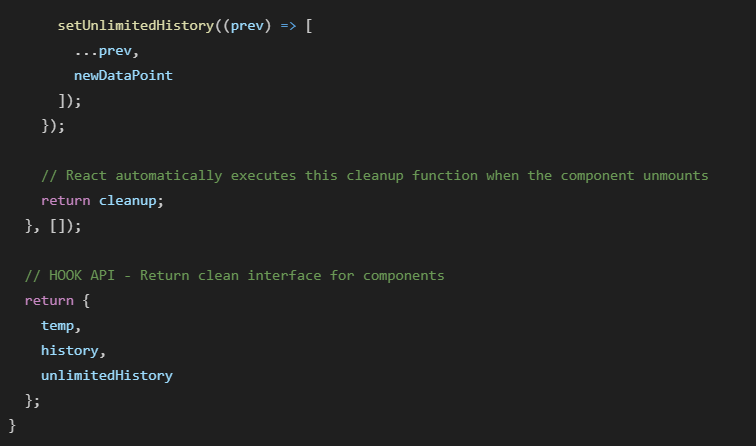 setUnlimitedHistory((prev) => [
...prev,
newDataPoint
]);
});
// React automatically executes this cleanup function when the component unmounts
return cleanup;
}, []);
// HOOK API - Return clean interface for components
return {
temp,
history,
unlimitedHistory
};
}